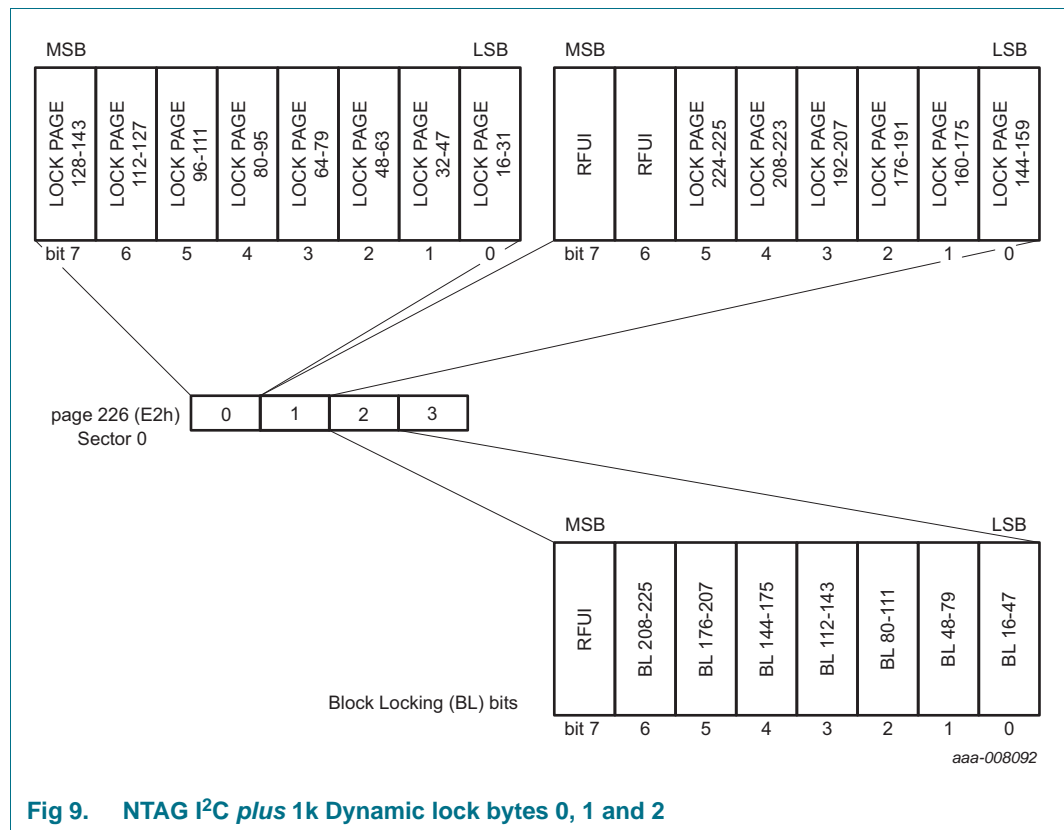 MSB LSB MSB LSB
LOCK PAGE
128-143
LOCK PAGE
112-127
LOCK PAGE
96-111
LOCK PAGE
80-95
LOCK PAGE
64-79
LOCK PAGE
48-63
LOCK PAGE
32-47
LOCK PAGE
16-31
RFUI
RFUI
LOCK PAGE
224-225
LOCK PAGE
208-223
LOCK PAGE
192-207
LOCK PAGE
176-191
LOCK PAGE
160-175
LOCK PAGE
144-159
bit 7 6 5 4 3 2 1 0 bit 7 6 5 4 3 2 1 0
page 226 (E2h) 0 1 2 3
Sector 0
MSB LSB
RFUI
BL 208-225
BL 176-207
BL 144-175
BL 112-143
BL 80-111
BL 48-79
BL 16-47
Block Locking (BL) bits
bit 7 6 5 4 3 2 1 0
aaa-008092
Fig 9. NTAG I²C plus 1k Dynamic lock bytes 0, 1 and 2